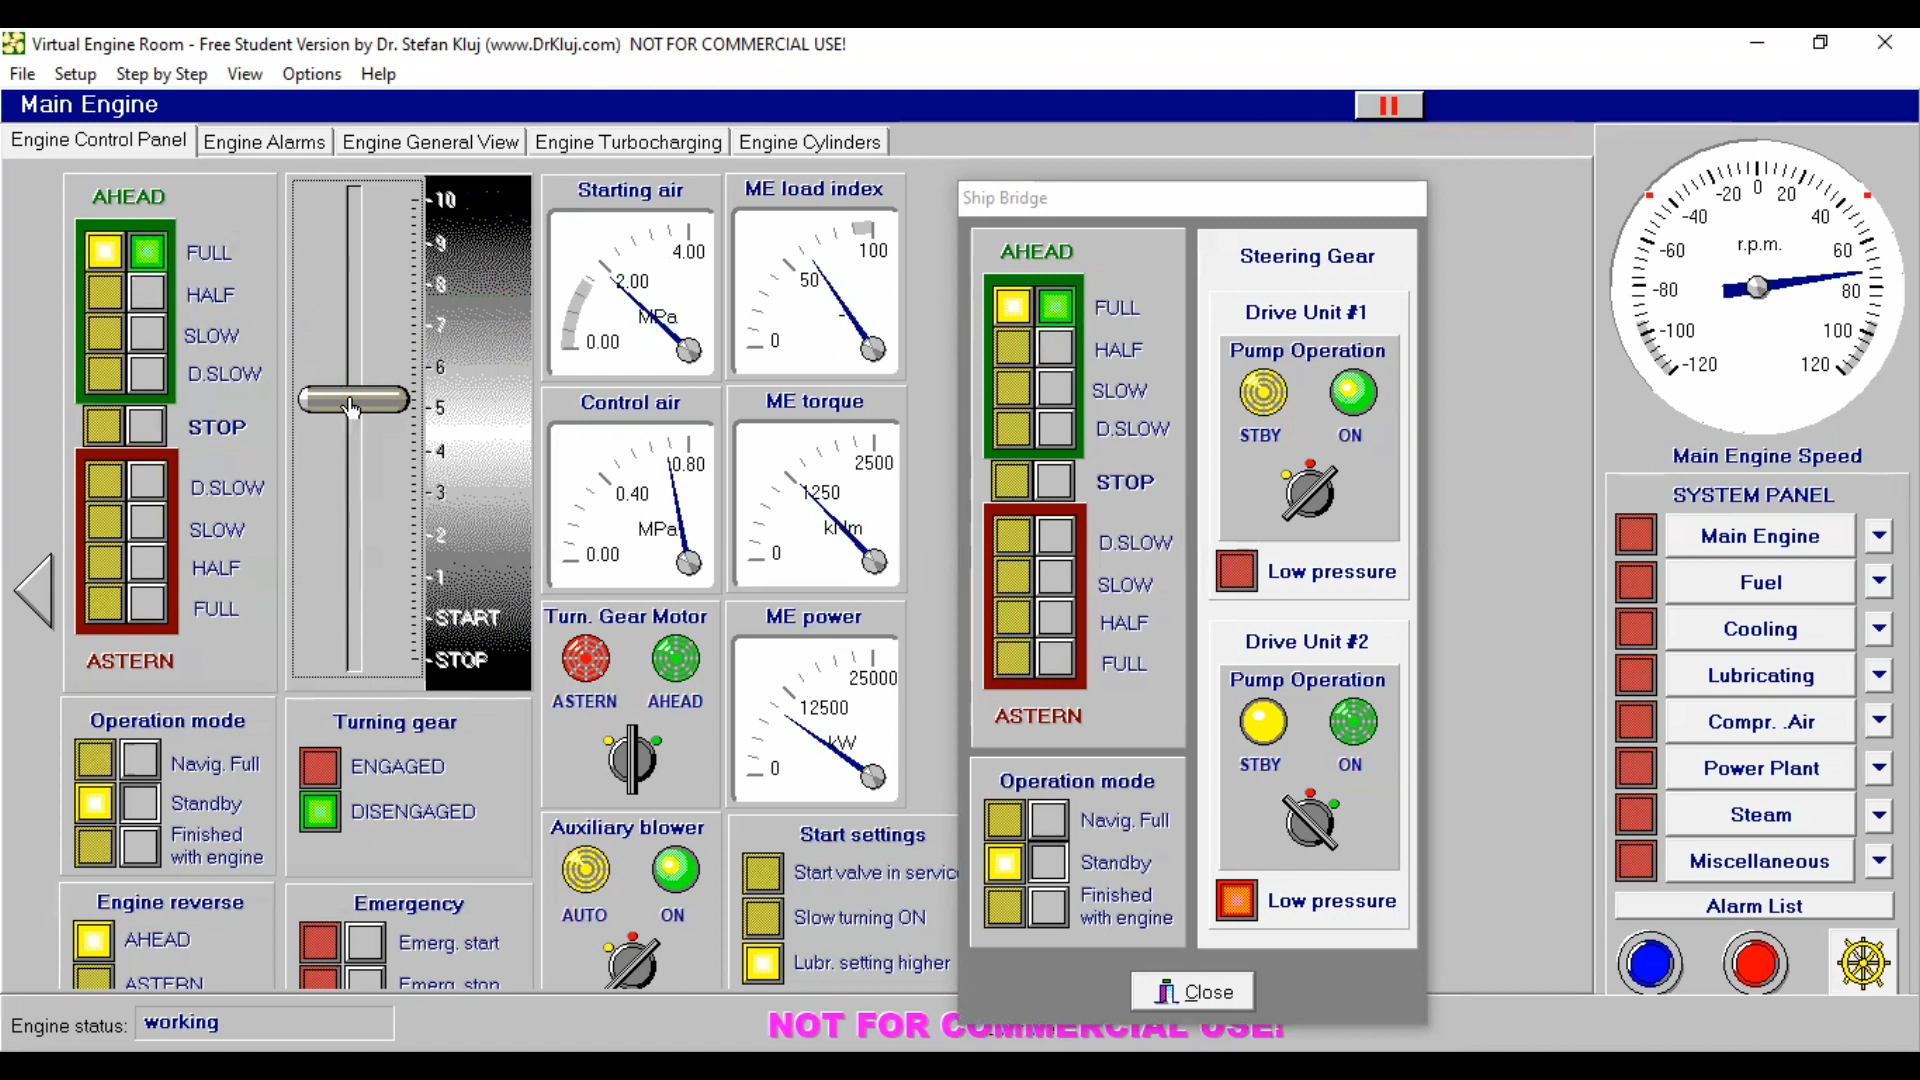 Virtual Engine Room - Free Student Version by Dr. Stefan Kluj (www.DrKluj.com) NOT FOR COMMERCIAL USE!
File Setup Step by Step View Options Help
Main Engine
Engine Control Panel Engine Alarms Engine General View Engine Turbocharging Engine Cylinders
AHEAD
FULL
HALF
SLOW
D.SLOW
STOP
D.SLOW
SLOW
HALF
FULL
ASTERN
-10
-9
-8
-7
-6
-5
-4
-3
-2
-1
-START
-STOP
Starting air
4.00
2.00
MPa
0.00
ME load index
100
50
0
Control air
0.80
0.40
MPa
0.00
ME torque
2500
1250
kNm
0
Turn. Gear Motor
ASTERN AHEAD
ME power
25000
12500
kW
0
Operation mode
Navig. Full
Standby
Finished
with engine
Turning gear
ENGAGED
DISENGAGED
Auxiliary blower
AUTO ON
Start settings
Start valve in servic
Slow turning ON
Lubr. setting higher
Engine reverse
AHEAD
ASTERN
Emergency
Emerg. start
Emerg. stop
Engine status: working
NOT FOR COMMERCIAL USE!
Ship Bridge
AHEAD
FULL
HALF
SLOW
D.SLOW
STOP
D.SLOW
SLOW
HALF
FULL
ASTERN
Operation mode
Navig. Full
Standby
Finished
with engine
Steering Gear
Drive Unit #1
Pump Operation
STBY ON
Low pressure
Drive Unit #2
Pump Operation
STBY ON
Low pressure
Close
-20 0 20
-40 40
-60 r.p.m. 60
-80 80
-100 100
-120 120
Main Engine Speed
SYSTEM PANEL
Main Engine
Fuel
Cooling
Lubricating
Compr. .Air
Power Plant
Steam
Miscellaneous
Alarm List